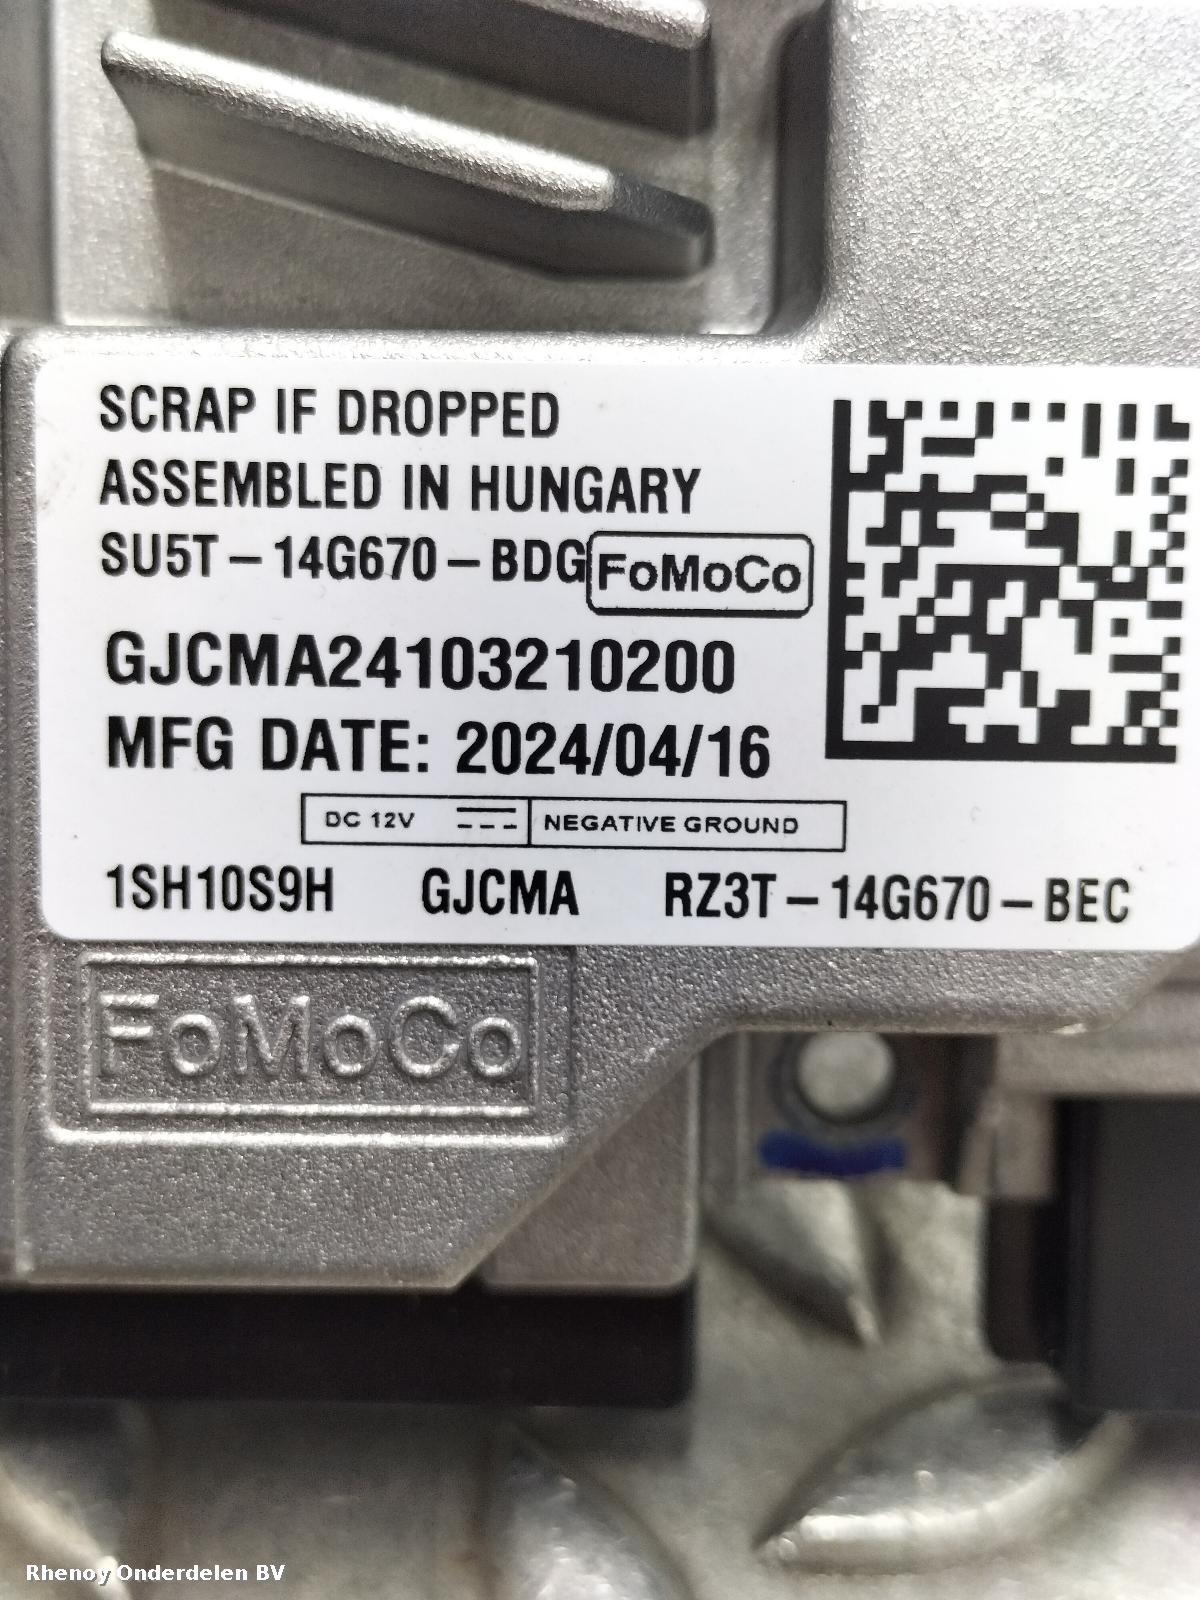 SCRAP IF DROPPED
ASSEMBLED IN HUNGARY
SU5T-14G670-BDG FoMoCo
GJCMA24103210200
MFG DATE: 2024/04/16
DC 12V NEGATIVE GROUND
1SH10S9H GJCMA RZ3T-14G670-BEC
FoMoCo
Rhenoy Onderdelen BV